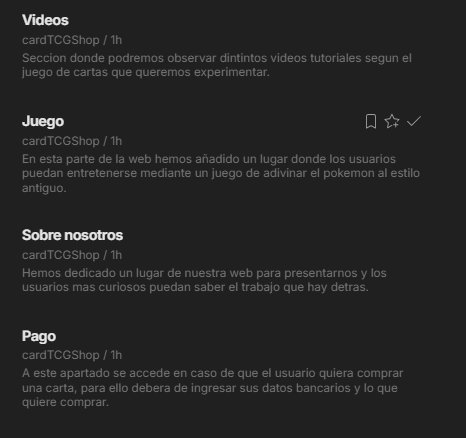 Videos
cardTCGShop / 1h
Seccion donde podremos observar dintintos videos tutoriales segun el
juego de cartas que queremos experimentar.
Juego
cardTCGShop / 1h
En esta parte de la web hemos añadido un lugar donde los usuarios
puedan entretenerse mediante un juego de adivinar el pokemon al estilo
antiguo.
Sobre nosotros
cardTCGShop / 1h
Hemos dedicado un lugar de nuestra web para presentarnos y los
usuarios mas curiosos puedan saber el trabajo que hay detras.
Pago
cardTCGShop / 1h
A este apartado se accede en caso de que el usuario quiera comprar
una carta, para ello debera de ingresar sus datos bancarios y lo que
quiere comprar.